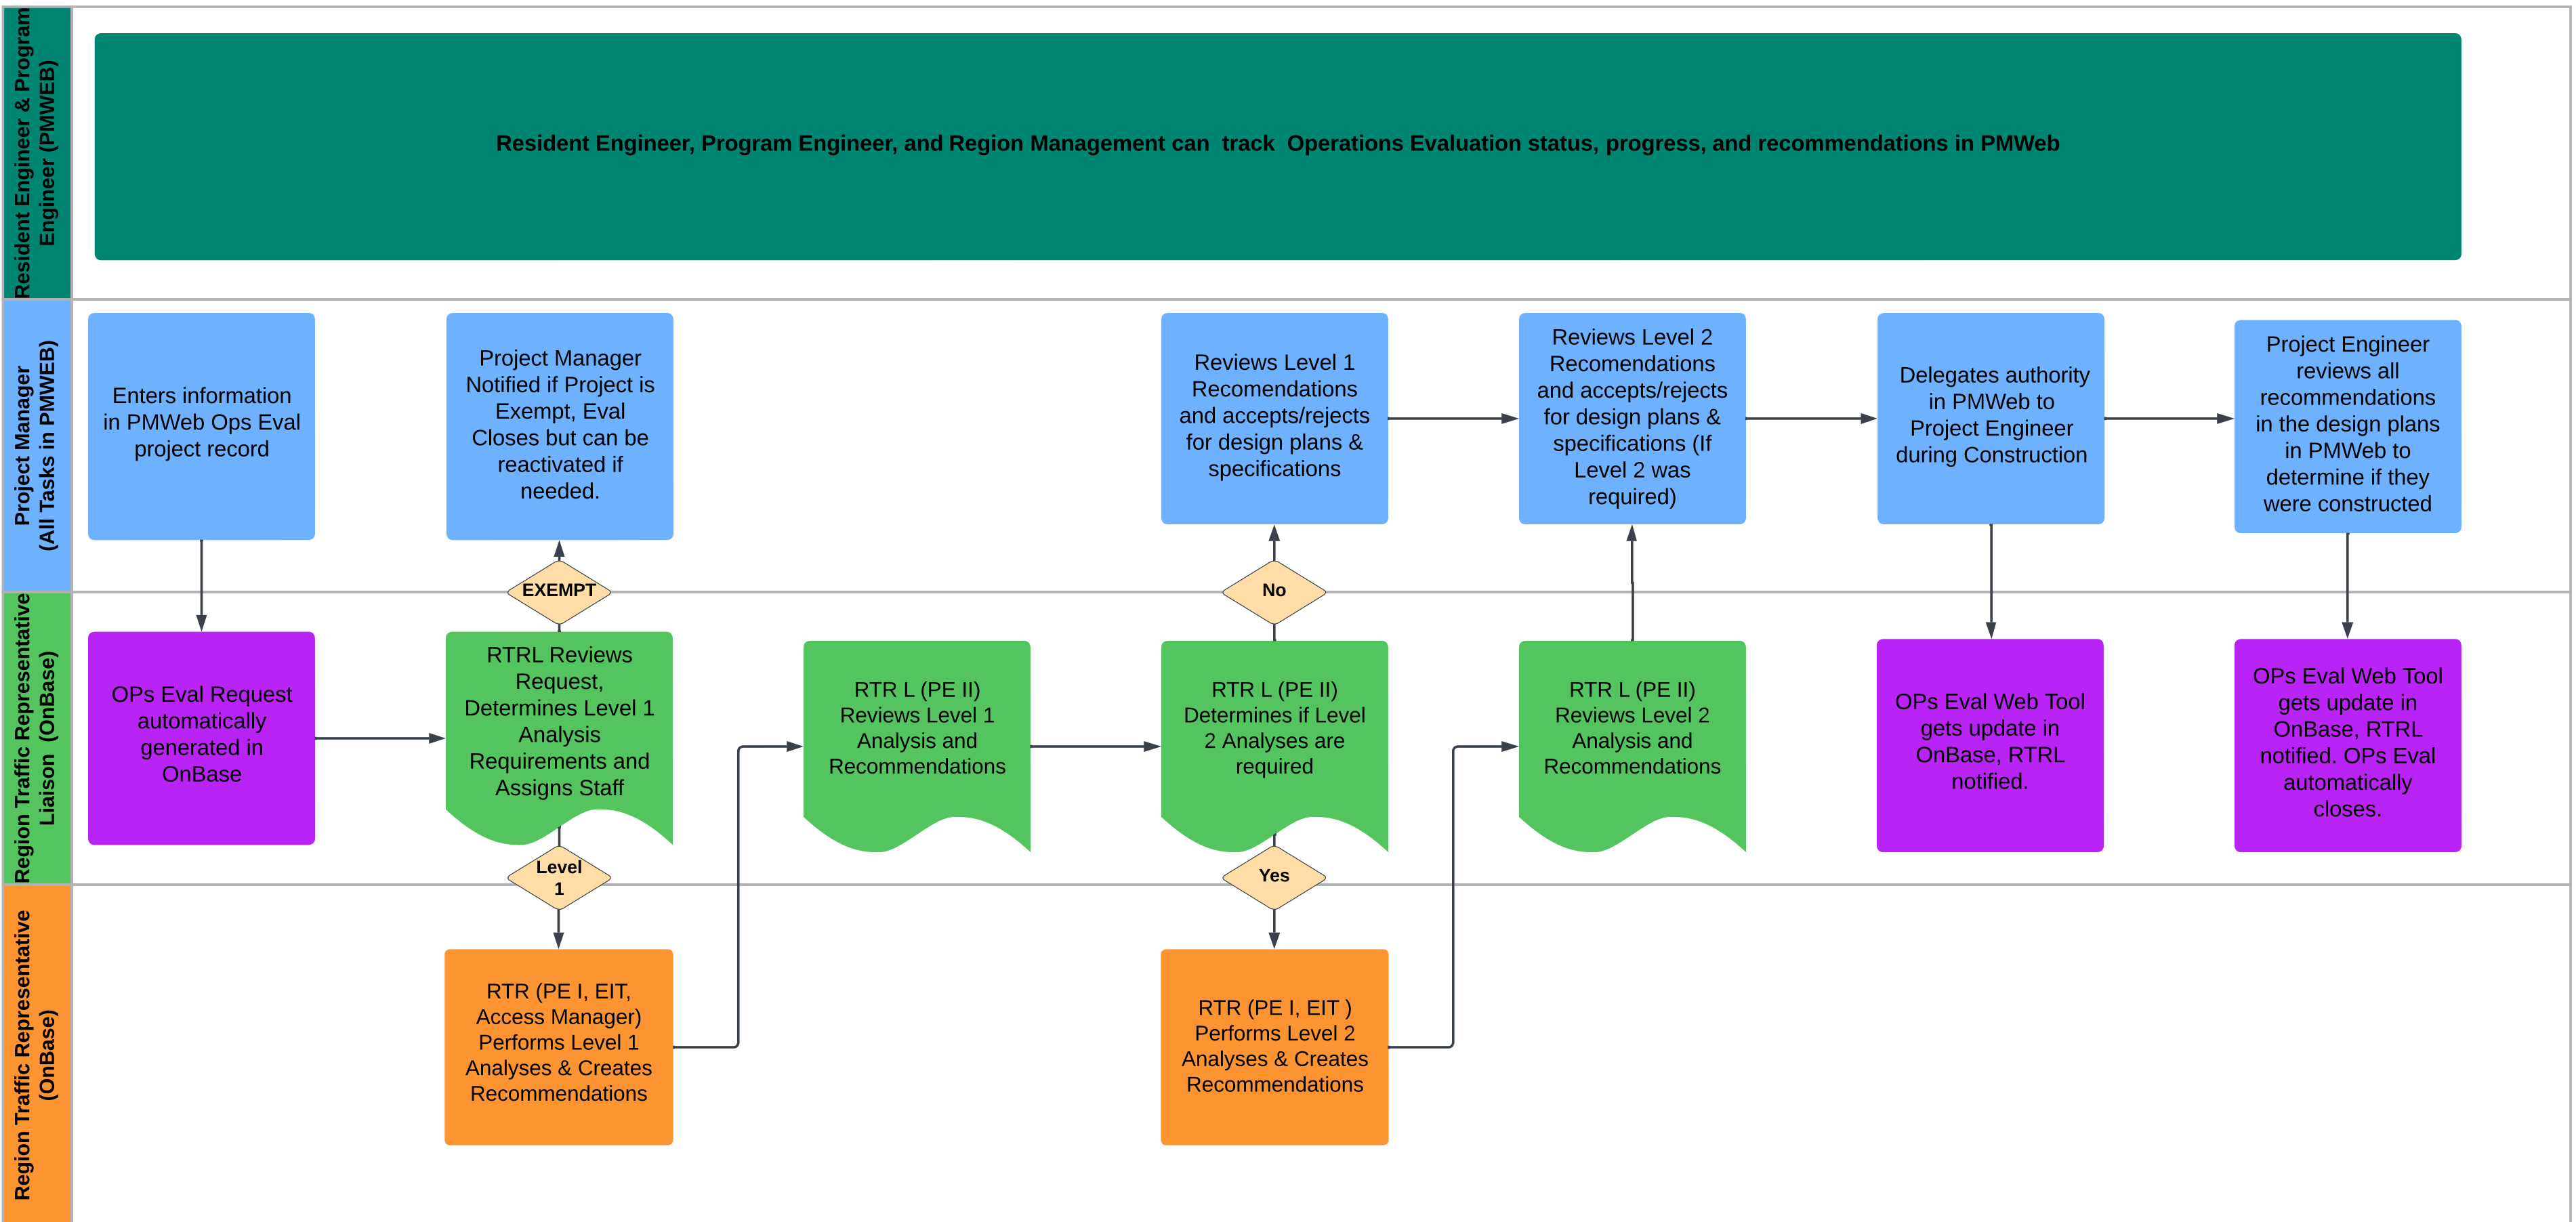 Resident Engineer & Program
Engineer (PMWEB)
Resident Engineer, Program Engineer, and Region Management can  track  Operations Evaluation status, progress, and recommendations in PMWeb
Project Manager
(All Tasks in PMWEB)
Enters information
in PMWeb Ops Eval
project record
Project Manager
Notified if Project is
Exempt, Eval
Closes but can be
reactivated if
needed.
Reviews Level 1
Recomendations
and accepts/rejects
for design plans &
specifications
Reviews Level 2
Recomendations
and accepts/rejects
for design plans &
specifications (If
Level 2 was
required)
Delegates authority
in PMWeb to
Project Engineer
during Construction
Project Engineer
reviews all
recommendations
in the design plans
in PMWeb to
determine if they
were constructed
EXEMPT
No
Region Traffic Representative
Liaison  (OnBase)
OPs Eval Request
automatically
generated in
OnBase
RTRL Reviews
Request,
Determines Level 1
Analysis
Requirements and
Assigns Staff
RTR L (PE II)
Reviews Level 1
Analysis and
Recommendations
RTR L (PE II)
Determines if Level
2 Analyses are
required
RTR L (PE II)
Reviews Level 2
Analysis and
Recommendations
OPs Eval Web Tool
gets update in
OnBase, RTRL
notified.
OPs Eval Web Tool
gets update in
OnBase, RTRL
notified. OPs Eval
automatically
closes.
Level
1
Yes
Region Traffic Representative
(OnBase)
RTR (PE I, EIT,
Access Manager)
Performs Level 1
Analyses & Creates
Recommendations
RTR (PE I, EIT )
Performs Level 2
Analyses & Creates
Recommendations